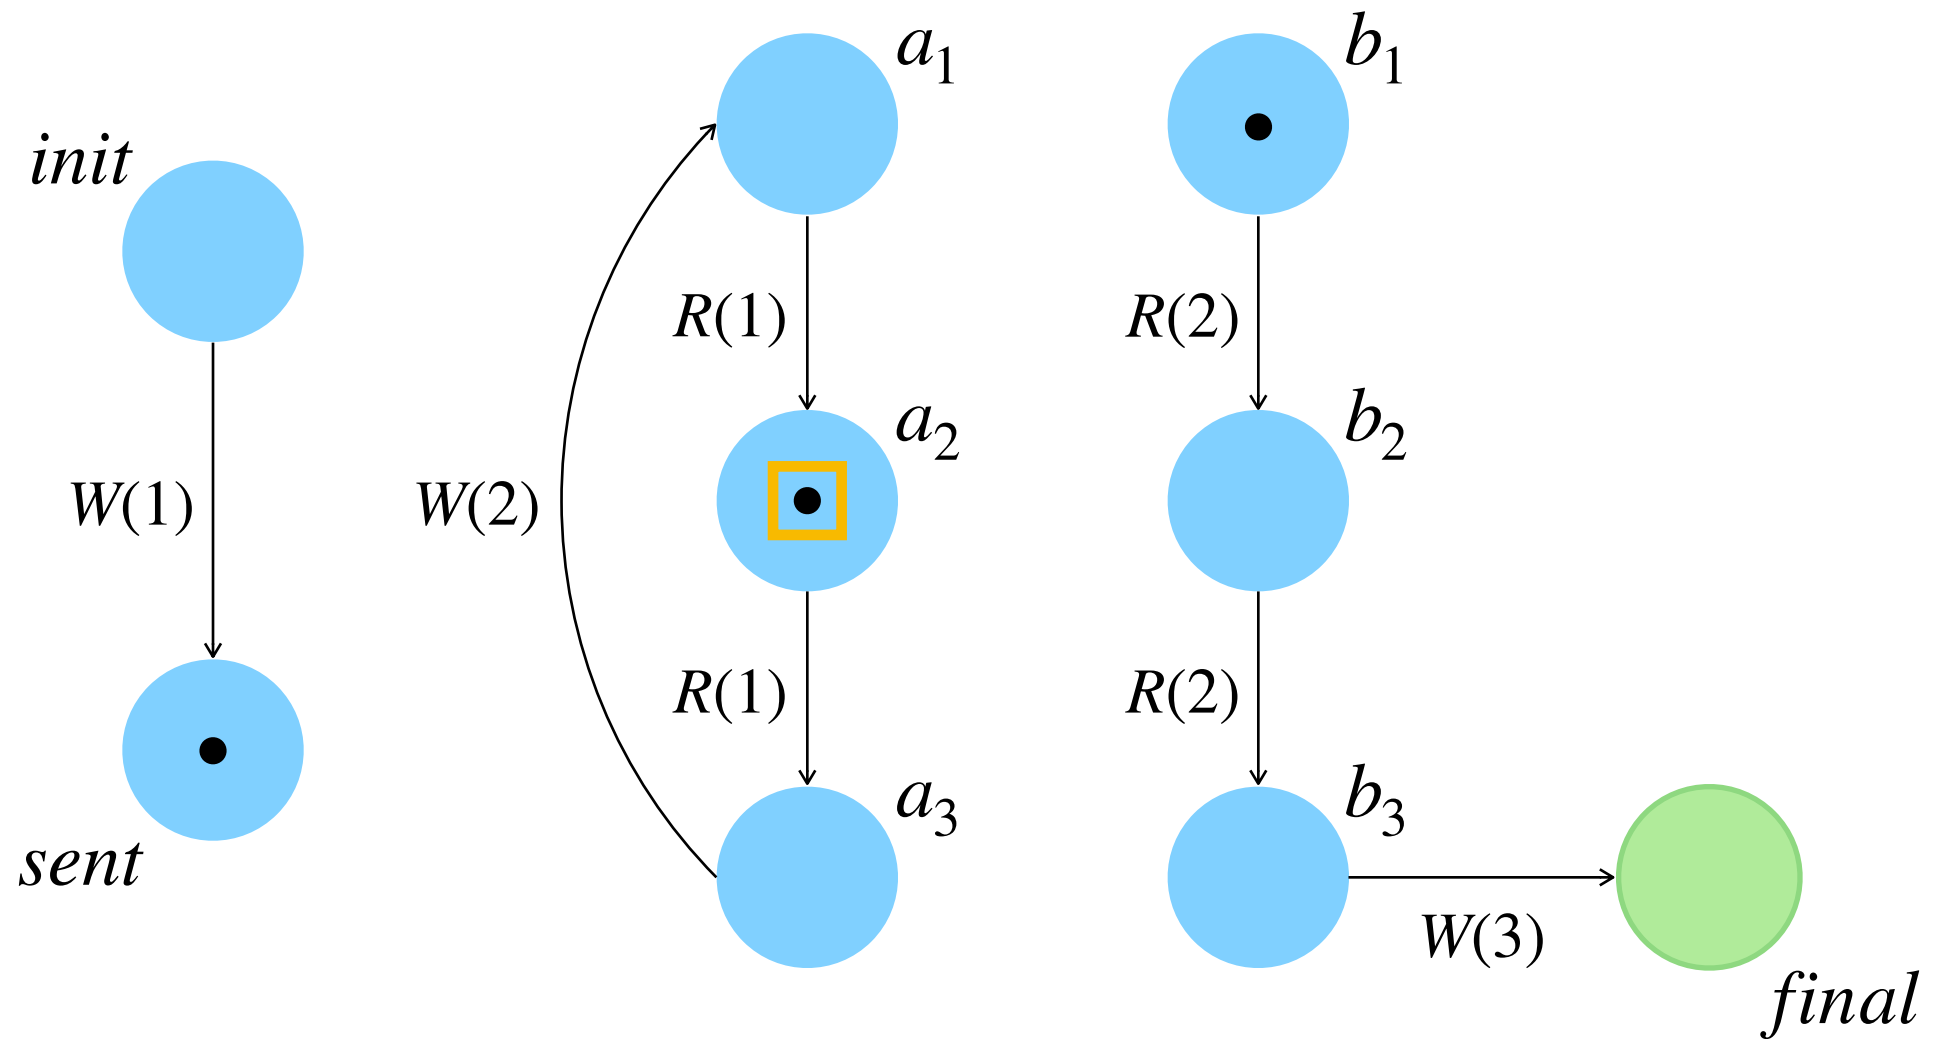 init
W(1)
sent
a₁
R(1)
W(2)
a₂
R(1)
a₃
b₁
R(2)
b₂
R(2)
b₃
W(3)
final